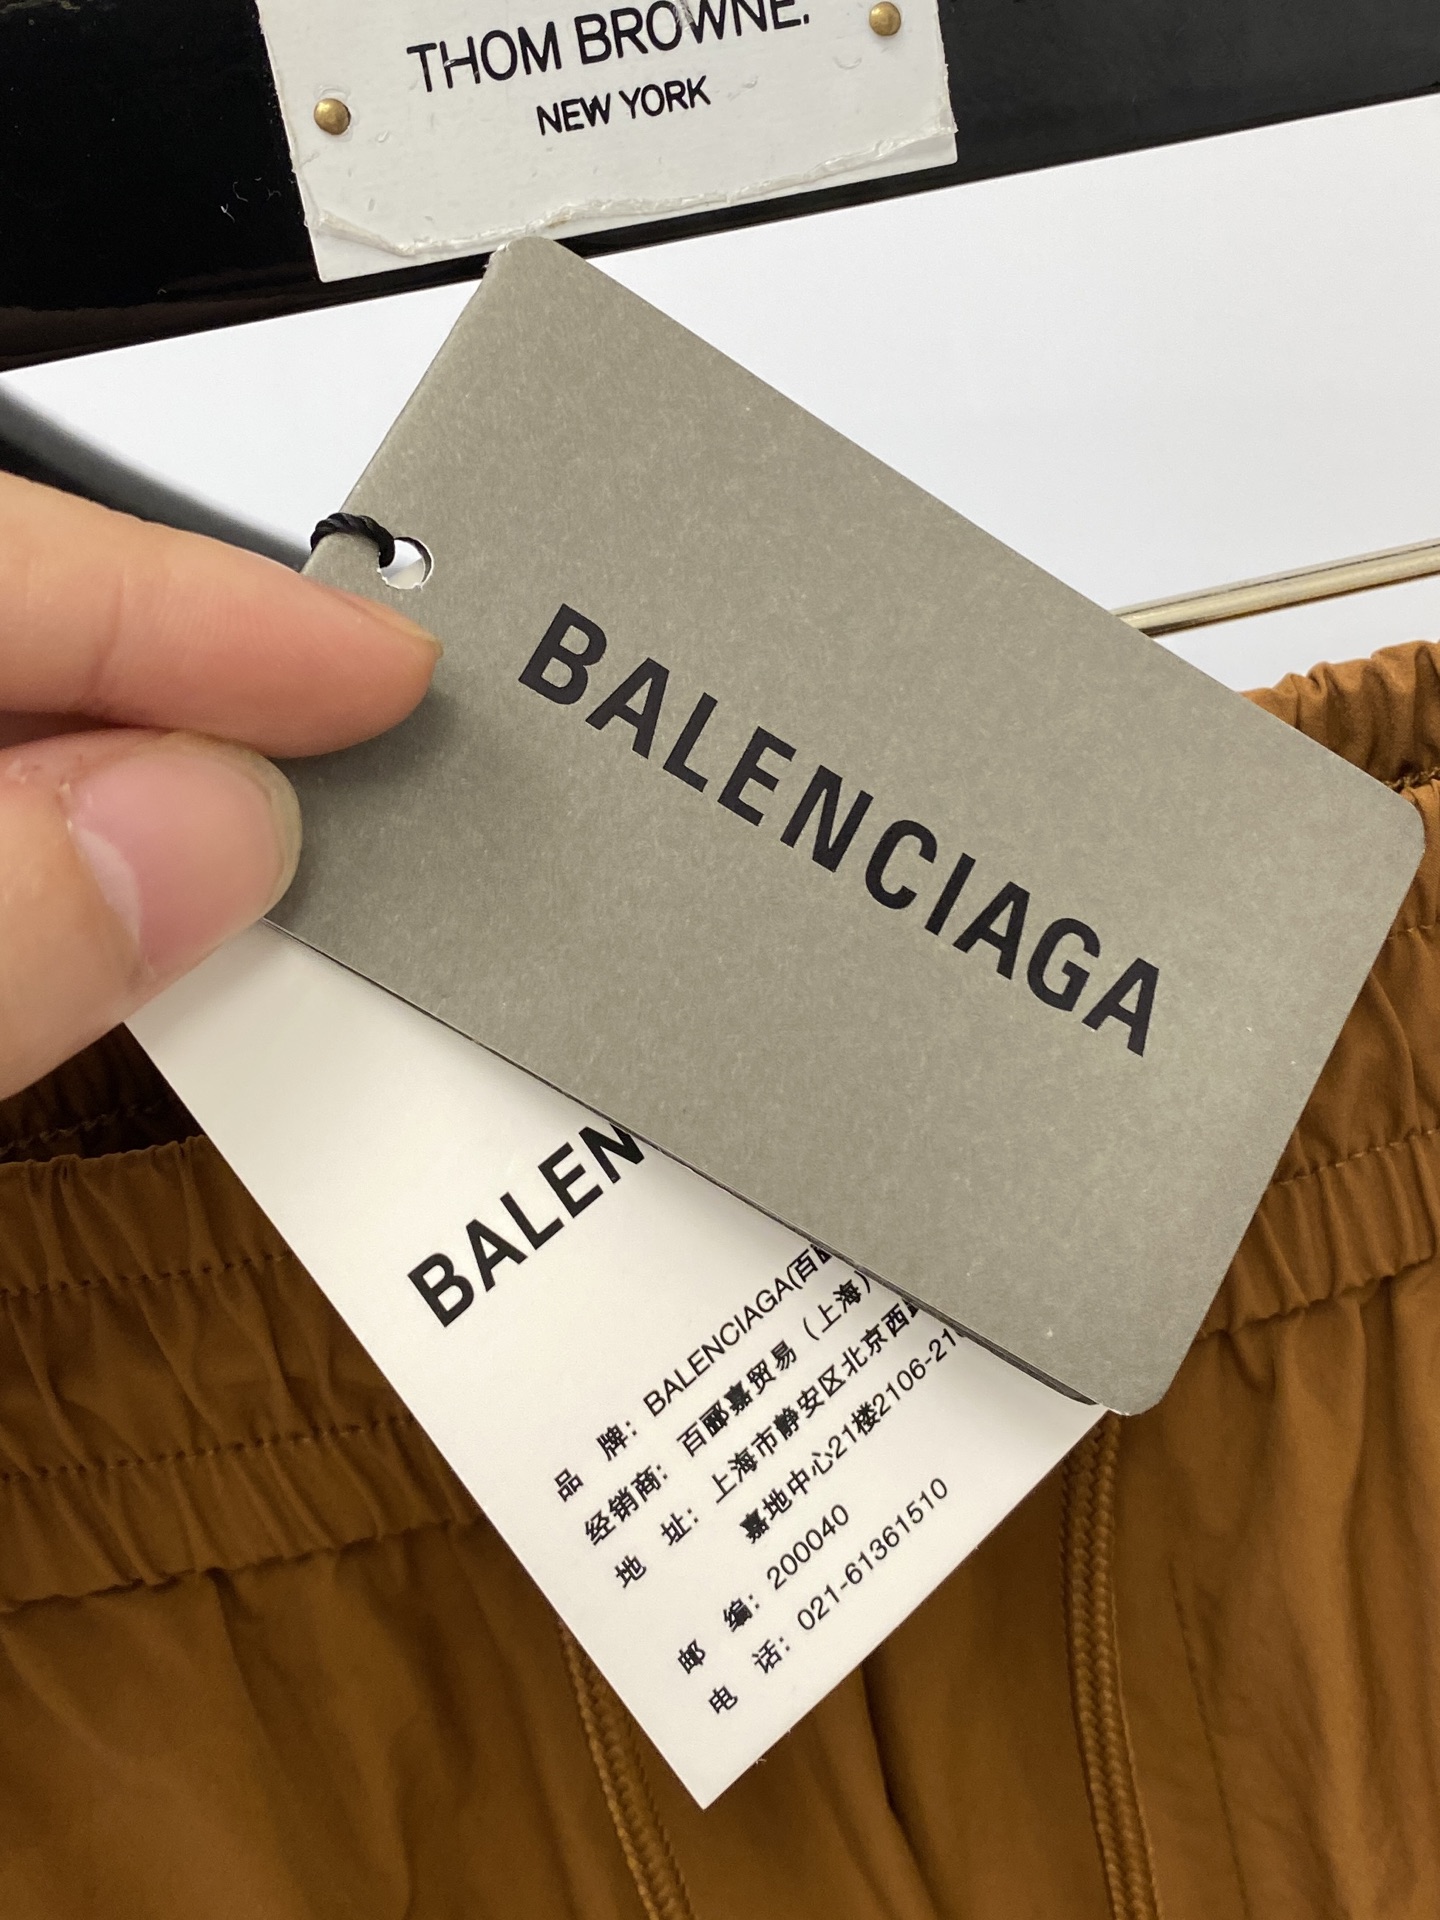 THOM BROWNE.
NEW YORK
BALENCIAGA
BALEN
品 牌: BALENCIAGA(百
经销商: 百郦嘉贸易（上海）
地 址: 上海市静安区北京西
嘉地中心21楼2106-21
邮 编: 200040
电 话: 021-61361510